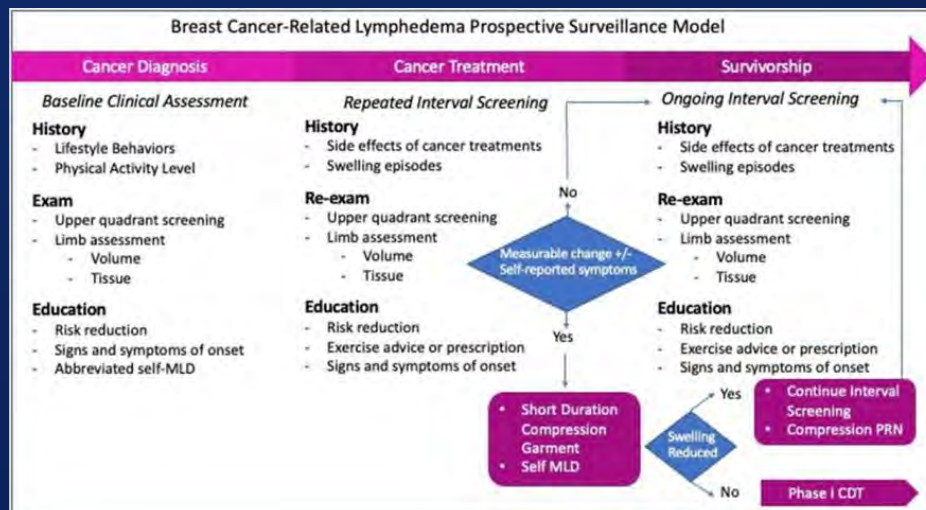 Breast Cancer-Related Lymphedema Prospective Surveillance Model
Cancer Diagnosis
Cancer Treatment
Survivorship
Baseline Clinical Assessment
History
- Lifestyle Behaviors
- Physical Activity Level
Exam
- Upper quadrant screening
- Limb assessment
- Volume
- Tissue
Education
- Risk reduction
- Signs and symptoms of onset
- Abbreviated self-MLD
Repeated Interval Screening
History
- Side effects of cancer treatments
- Swelling episodes
Re-exam
- Upper quadrant screening
- Limb assessment
- Volume
- Tissue
Education
- Risk reduction
- Exercise advice or prescription
- Signs and symptoms of onset
No
Measurable change +/-
Self-reported symptoms
Yes
• Short Duration
Compression
Garment
• Self MLD
Ongoing Interval Screening
History
- Side effects of cancer treatments
- Swelling episodes
Re-exam
- Upper quadrant screening
- Limb assessment
- Volume
- Tissue
Education
- Risk reduction
- Exercise advice or prescription
- Signs and symptoms of onset
Swelling
Reduced
Yes
• Continue Interval
Screening
• Compression PRN
No
Phase I CDT